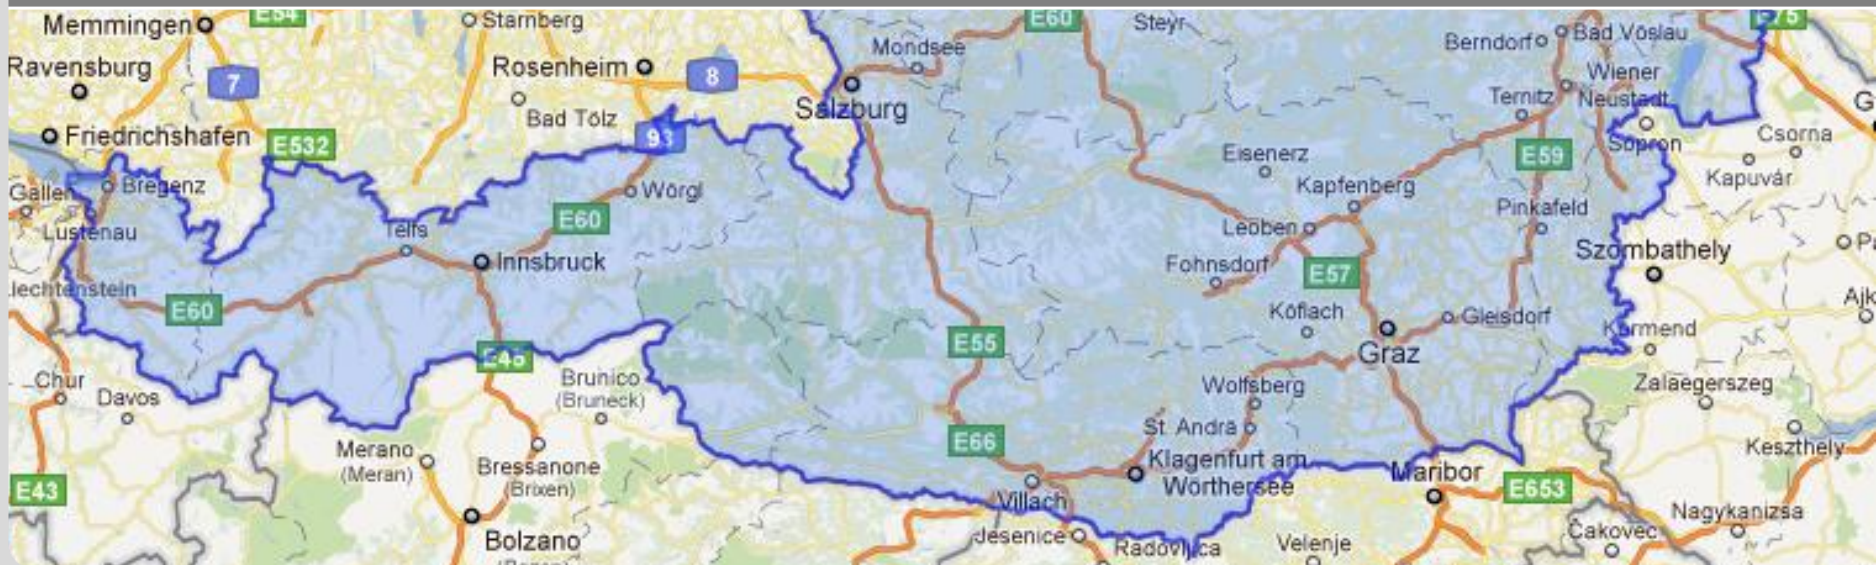 E54
Starnberg
E60
Steyr
E75
Memmingen
Mondsee
Berndorf
Bad Vöslau
Ravensburg
7
Rosenheim
8
Wiener
Neustadt
Salzburg
Ternitz
Bad Tölz
Friedrichshafen
E532
93
Sopron
Csorna
Eisenerz
E59
Kapuvár
Gallen
Bregenz
Wörgl
Kapfenberg
Lustenau
Telfs
E60
Leoben
Pinkafeld
Szombathely
Innsbruck
Fohnsdorf
E57
Liechtenstein
E60
Köflach
Gleisdorf
Ajk
Körmend
E55
Graz
E45
Chur
Davos
Brunico
(Bruneck)
Wolfsberg
Zalaegerszeg
St. Andrä
Merano
(Meran)
Bressanone
(Brixen)
E66
Klagenfurt am
Wörthersee
Maribor
Keszthely
E43
Villach
E653
Bolzano
Jesenice
Radovljica
Velenje
Čakovec
Nagykanizsa